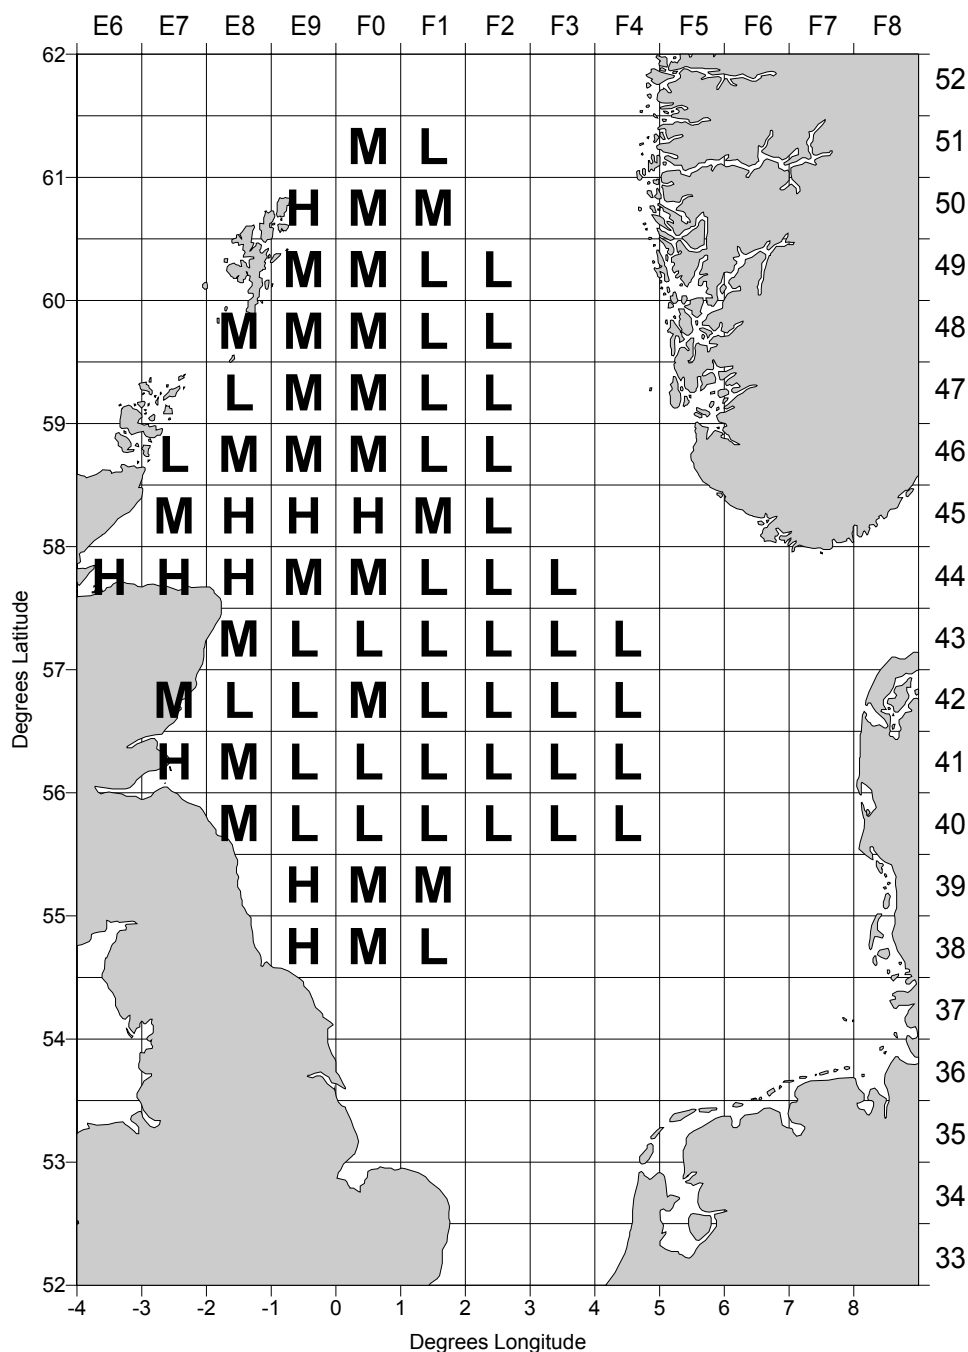 E6 E7 E8 E9 F0 F1 F2 F3 F4 F5 F6 F7 F8
62
52
M L 51
61
H M M 50
M M L L 49
60
M M M L L 48
L M M L L 47
59
L M M M L L 46
M H H H M L 45
58
H H H M M L L L 44
M L L L L L L 43
57
M L L M L L L L 42
H M L L L L L L 41
56
M L L L L L L 40
H M M 39
55
H M L 38
37
54
36
35
53
34
33
52
-4 -3 -2 -1 0 1 2 3 4 5 6 7 8
Degrees Latitude
Degrees Longitude